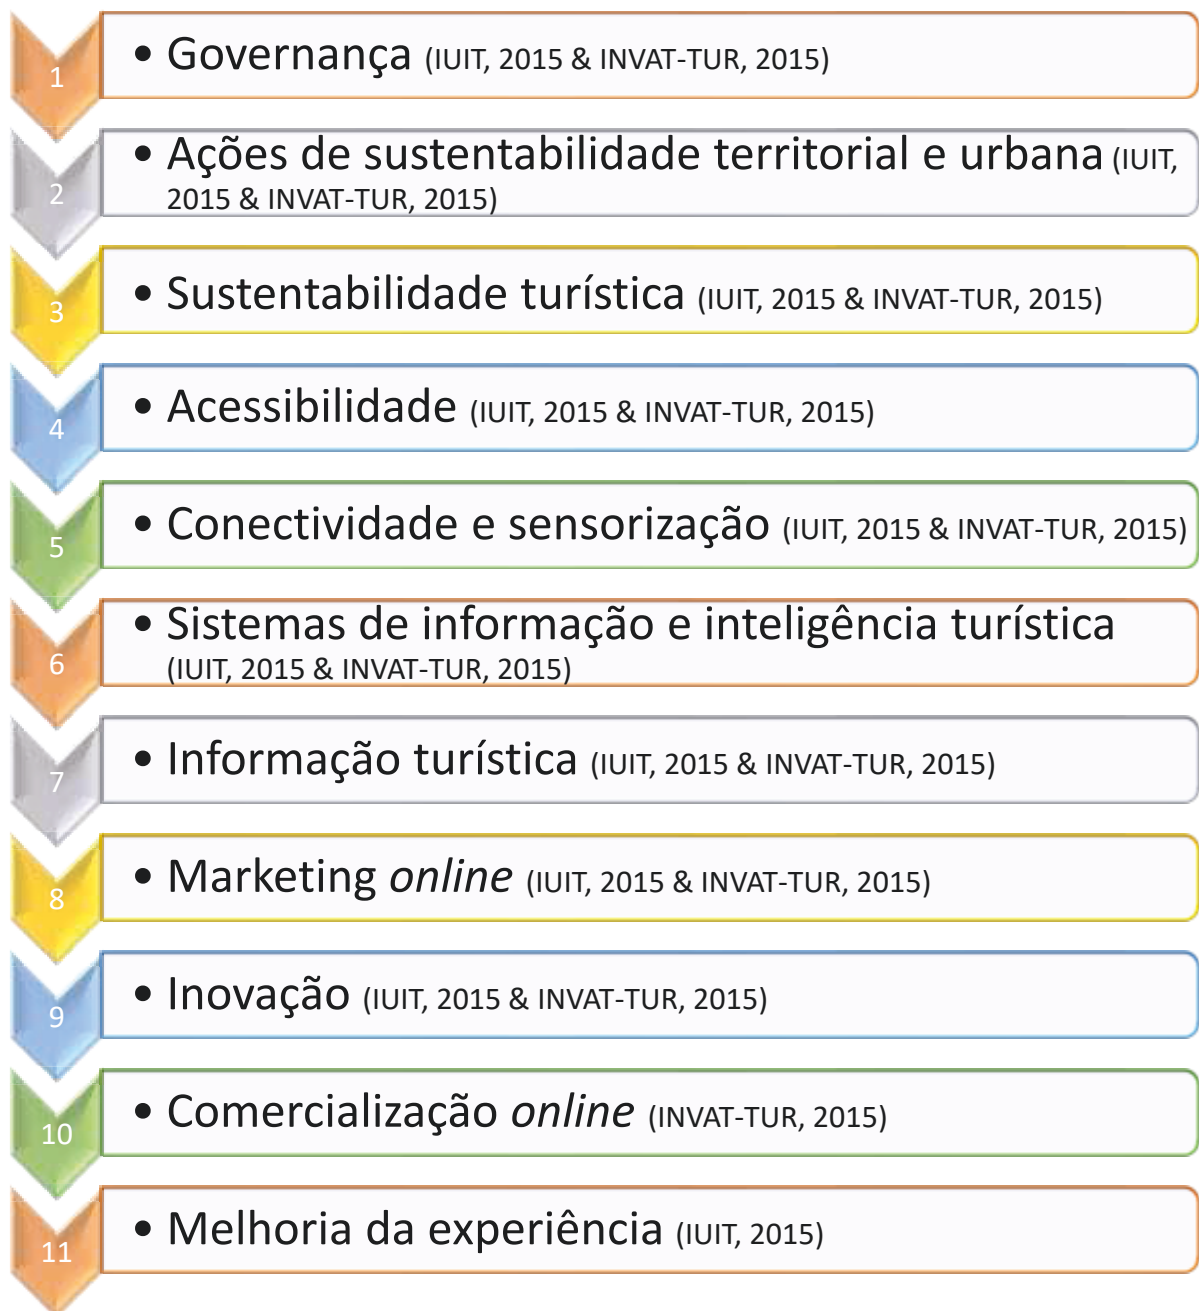 1
• Governança (IUIT, 2015 & INVAT-TUR, 2015)
2
• Ações de sustentabilidade territorial e urbana (IUIT,
2015 & INVAT-TUR, 2015)
3
• Sustentabilidade turística (IUIT, 2015 & INVAT-TUR, 2015)
4
• Acessibilidade (IUIT, 2015 & INVAT-TUR, 2015)
5
• Conectividade e sensorização (IUIT, 2015 & INVAT-TUR, 2015)
6
• Sistemas de informação e inteligência turística
(IUIT, 2015 & INVAT-TUR, 2015)
7
• Informação turística (IUIT, 2015 & INVAT-TUR, 2015)
8
• Marketing online (IUIT, 2015 & INVAT-TUR, 2015)
9
• Inovação (IUIT, 2015 & INVAT-TUR, 2015)
10
• Comercialização online (INVAT-TUR, 2015)
11
• Melhoria da experiência (IUIT, 2015)